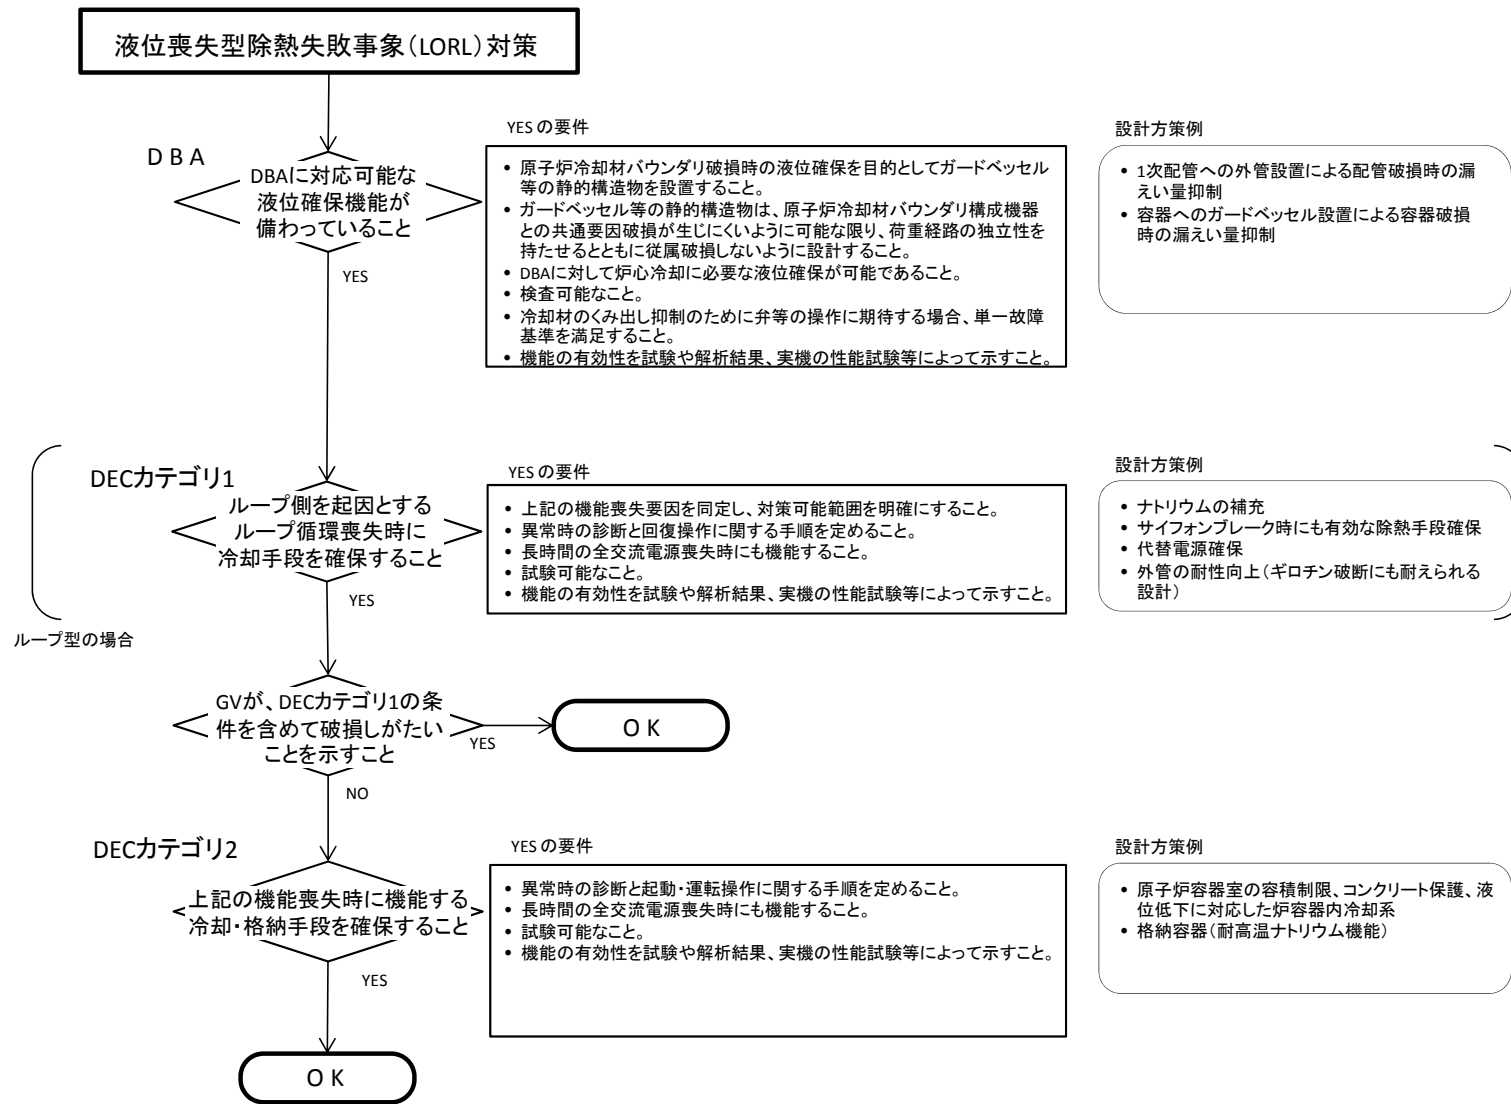 液位喪失型除熱失敗事象(LORL)対策
DBA
DBAに対応可能な
液位確保機能が
備わっていること
YES
YES の要件
• 原子炉冷却材バウンダリ破損時の液位確保を目的としてガードベッセル
等の静的構造物を設置すること。
• ガードベッセル等の静的構造物は、原子炉冷却材バウンダリ構成機器
との共通要因破損が生じにくいように可能な限り、荷重経路の独立性を
持たせるとともに従属破損しないように設計すること。
• DBAに対して炉心冷却に必要な液位確保が可能であること。
• 検査可能なこと。
• 冷却材のくみ出し抑制のために弁等の操作に期待する場合、単一故障
基準を満足すること。
• 機能の有効性を試験や解析結果、実機の性能試験等によって示すこと。
設計方策例
• 1次配管への外管設置による配管破損時の漏
えい量抑制
• 容器へのガードベッセル設置による容器破損
時の漏えい量抑制
DECカテゴリ1
ループ側を起因とする
ループ循環喪失時に
冷却手段を確保すること
YES
ループ型の場合
YES の要件
• 上記の機能喪失要因を同定し、対策可能範囲を明確にすること。
• 異常時の診断と回復操作に関する手順を定めること。
• 長時間の全交流電源喪失時にも機能すること。
• 試験可能なこと。
• 機能の有効性を試験や解析結果、実機の性能試験等によって示すこと。
設計方策例
• ナトリウムの補充
• サイフォンブレーク時にも有効な除熱手段確保
• 代替電源確保
• 外管の耐性向上(ギロチン破断にも耐えられる
設計)
GVが、DECカテゴリ1の条
件を含めて破損しがたい
ことを示すこと
YES
OK
NO
DECカテゴリ2
上記の機能喪失時に機能する
冷却・格納手段を確保すること
YES
YES の要件
• 異常時の診断と起動・運転操作に関する手順を定めること。
• 長時間の全交流電源喪失時にも機能すること。
• 試験可能なこと。
• 機能の有効性を試験や解析結果、実機の性能試験等によって示すこと。
設計方策例
• 原子炉容器室の容積制限、コンクリート保護、液
位低下に対応した炉容器内冷却系
• 格納容器(耐高温ナトリウム機能)
OK